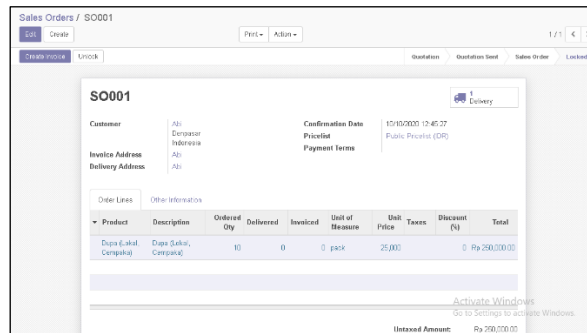 Sales Orders / SO001
Edit Create Print Action 1 / 1
Create Invoice Unlock Quotation Quotation Sent Sales Order Locked
SO001
1 Delivery
Customer Abi Confirmation Date 10/10/2020 12:45:27
Denpasar Pricelist Public Pricelist (IDR)
Indonesia Payment Terms
Invoice Address Abi
Delivery Address Abi
Order Lines Other Information
Product Description Ordered Qty Delivered Invoiced Unit of Measure Unit Price Taxes Discount (%) Total
Dupa (Lokal, Cempaka) Dupa (Lokal, Cempaka) 10 0 0 pack 25,000 0 Rp 250,000.00
Activate Windows
Go to Settings to activate Windows.
Untaxed Amount: Rp 250,000.00